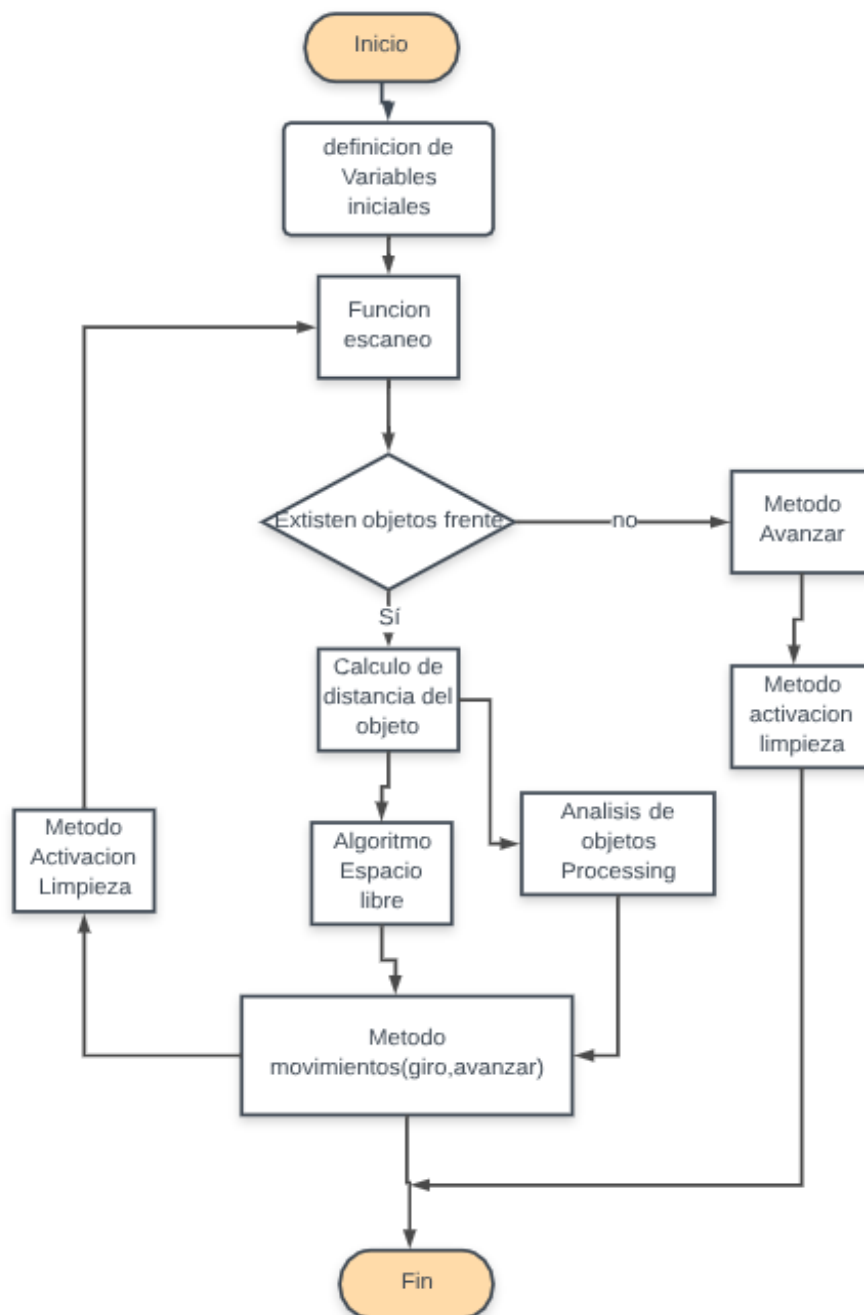 Inicio
definicion de
Variables
iniciales
Funcion
escaneo
Extisten objetos frente
no
Metodo
Avanzar
Sí
Calculo de
distancia del
objeto
Metodo
activacion
limpieza
Analisis de
objetos
Processing
Algoritmo
Espacio
libre
Metodo
Activacion
Limpieza
Metodo
movimientos(giro,avanzar)
Fin